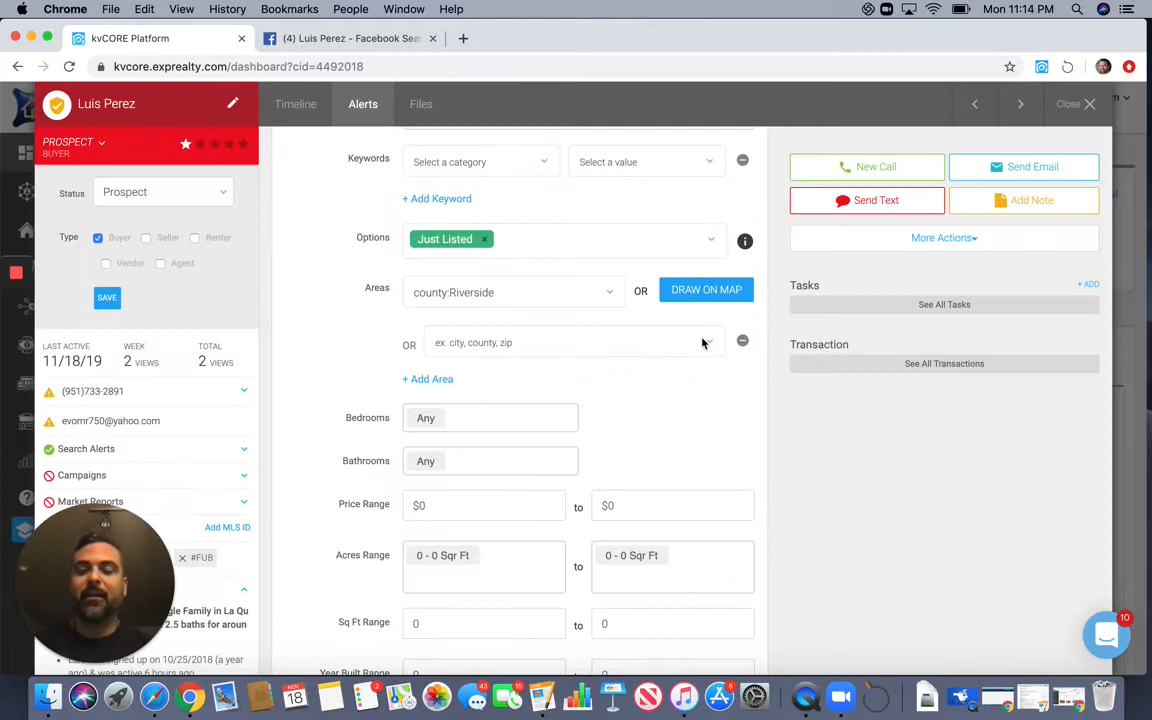 Chrome File Edit View History Bookmarks People Window Help Mon 11:14 PM
kvCORE Platform (4) Luis Perez - Facebook Sea
kvcore.exprealty.com/dashboard?cid=4492018
Luis Perez Timeline Alerts Files Close
PROSPECT
BUYER
Status Prospect
Type Buyer Seller Renter
Vendor Agent
SAVE
LAST ACTIVE WEEK TOTAL
11/18/19 2 VIEWS 2 VIEWS
(951)733-2891
evomr750@yahoo.com
Search Alerts
Campaigns
Market Reports
Add MLS ID
#FUB
gle Family in La Qu
2.5 baths for aroun
igned up on 10/25/2018 (a year
ago) & was active 6 hours ago
Keywords Select a category Select a value
+ Add Keyword
Options Just Listed
Areas county:Riverside OR DRAW ON MAP
OR ex. city, county, zip
+ Add Area
Bedrooms Any
Bathrooms Any
Price Range $0 to $0
Acres Range 0 - 0 Sqr Ft to 0 - 0 Sqr Ft
Sq Ft Range 0 to 0
Year Built Range 0 0
New Call Send Email
Send Text Add Note
More Actions
Tasks + ADD
See All Tasks
Transaction
See All Transactions
10
NOV
18
2
43
15
5